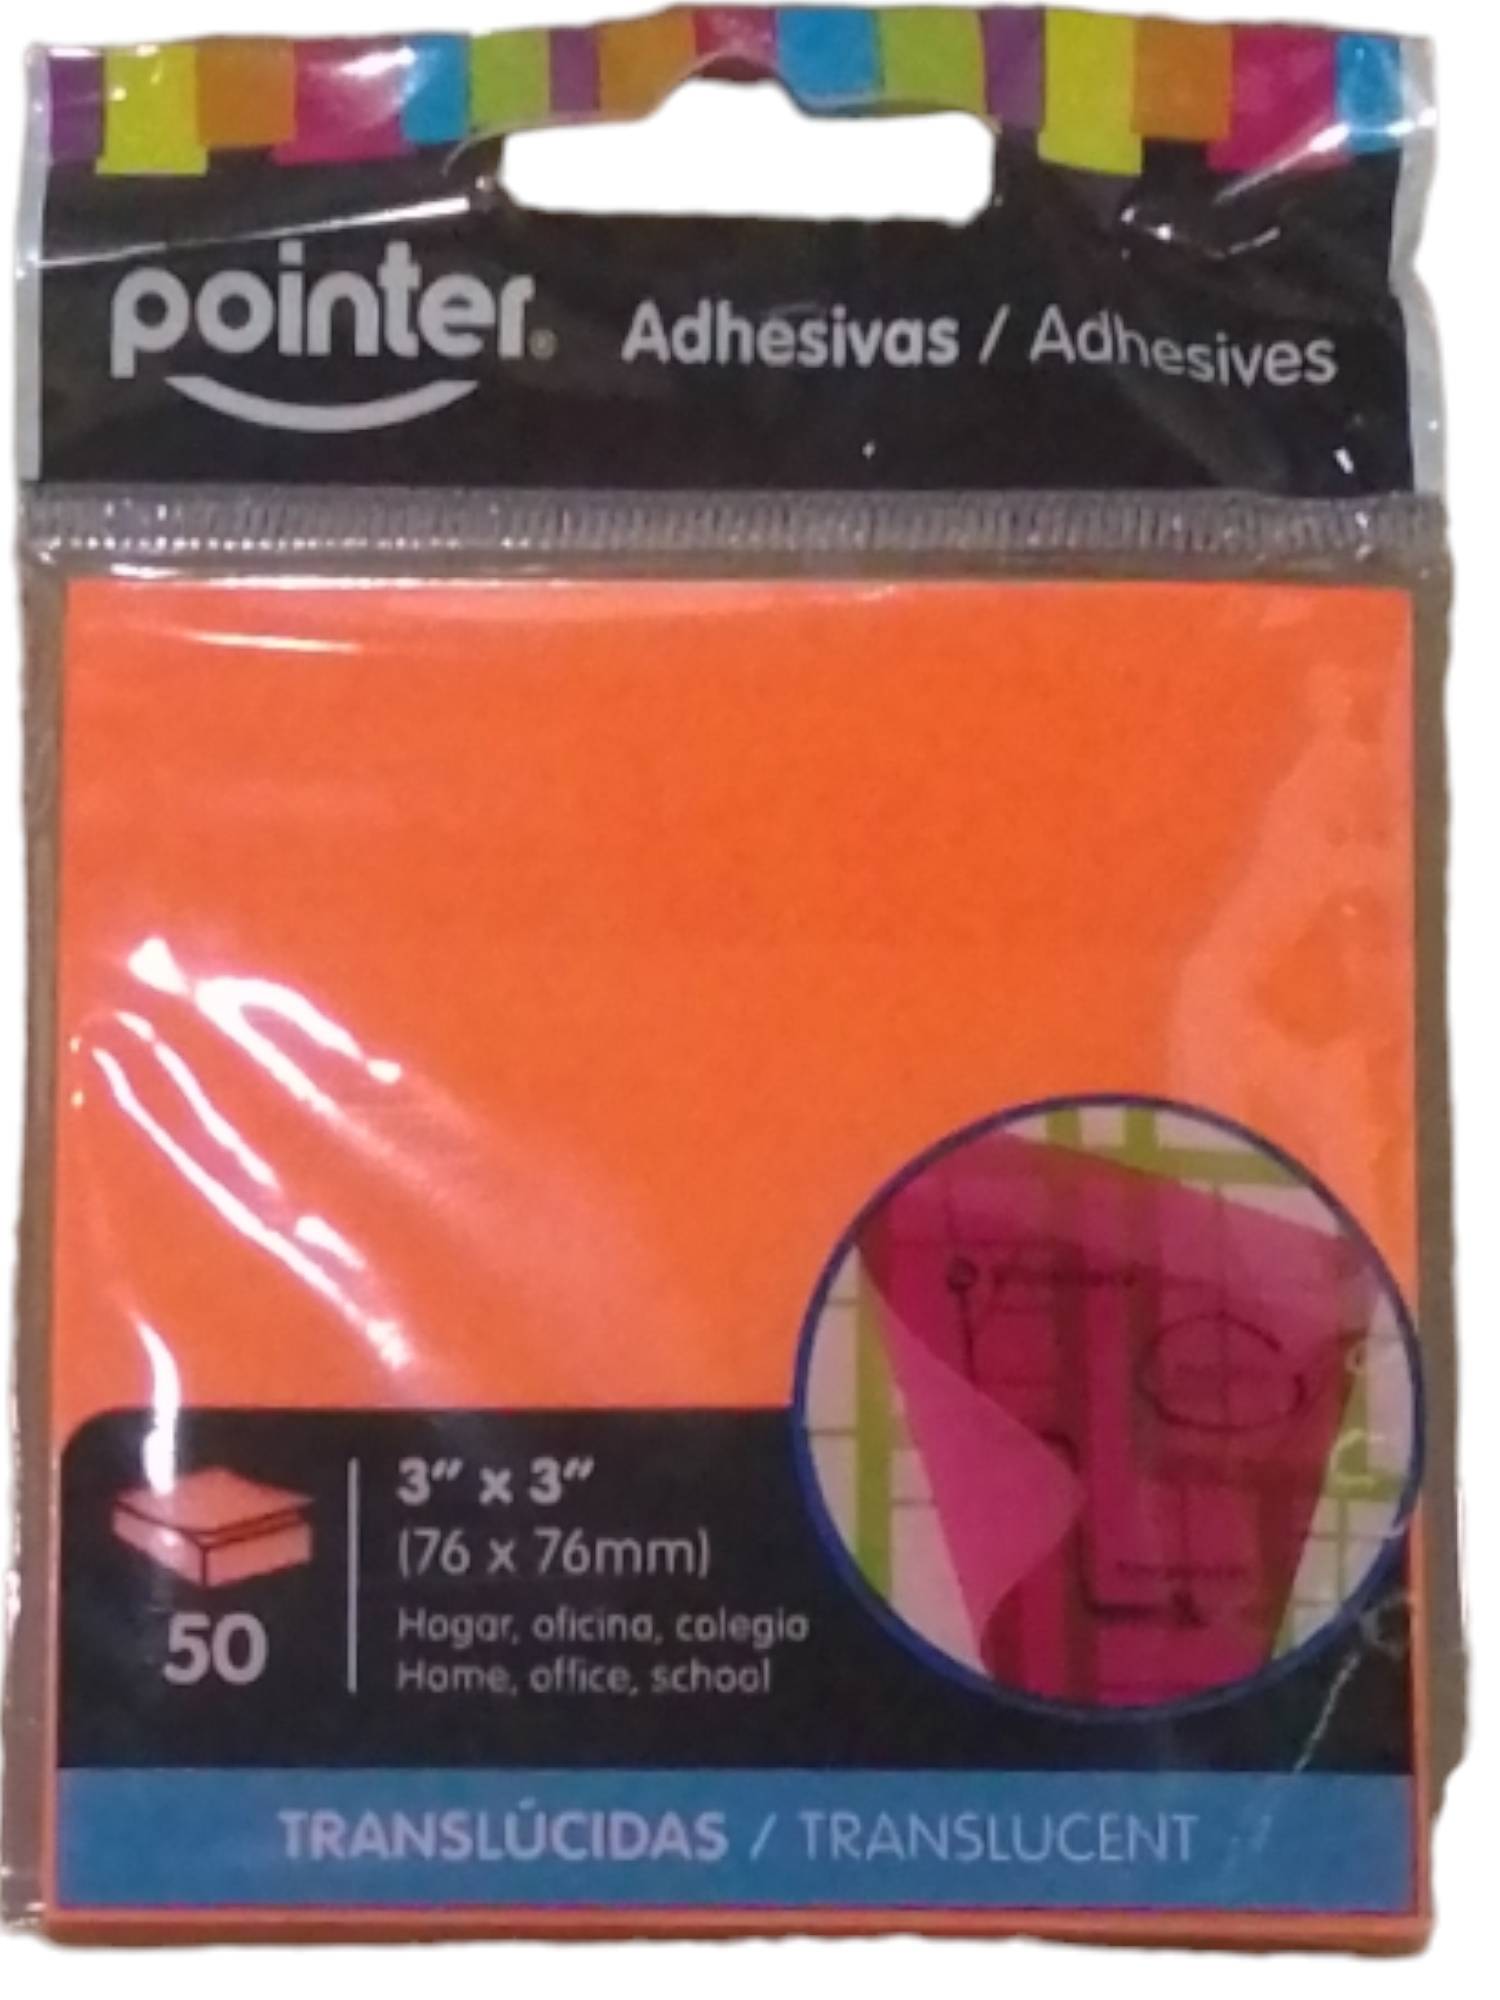 pointer®
Adhesivas / Adhesives
3” x 3”
(76 x 76mm)
Hogar, oficina, colegio
Home, office, school
50
TRANSLÚCIDAS / TRANSLUCENT